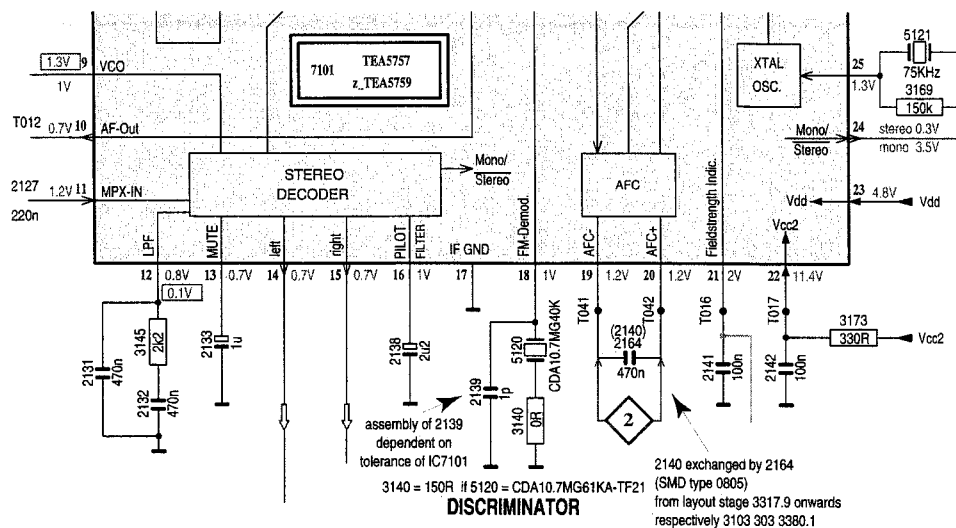 5121
75KHz
3169
150k
25
1.3V
XTAL
OSC.
7101 TEA5757
z_TEA5759
1.3V 9 VCO
1V
T012 0.7V 10 AF-Out
Mono/
Stereo
24
stereo 0.3V
mono 3.5V
STEREO
DECODER
Mono/
Stereo
AFC
2127 1.2V 11 MPX-IN
220n
Vdd
23
4.8V
Vdd
Vcc2
LPF
MUTE
left
right
PILOT
FILTER
IF GND
FM-Demod.
AFC-
AFC+
Fieldstrength Indic.
12 0.8V 13 0.7V 14 0.7V 15 0.7V 16 1V 17 18 1V 19 1.2V 20 1.2V 21 2V 22 11.4V
0.1V
T041
T042
T016
T017
3173
330R
Vcc2
2131
470n
3145
2k2
2132
470n
2133
1u
2138
2u2
2139
1p
5120
CDA10.7MG40K
3140
0R
(2140)
2164
470n
2
2141
100n
2142
100n
assembly of 2139
dependent on
tolerance of IC7101
3140 = 150R if 5120 = CDA10.7MG61KA-TF21
DISCRIMINATOR
2140 exchanged by 2164
(SMD type 0805)
from layout stage 3317.9 onwards
respectively 3103 303 3380.1